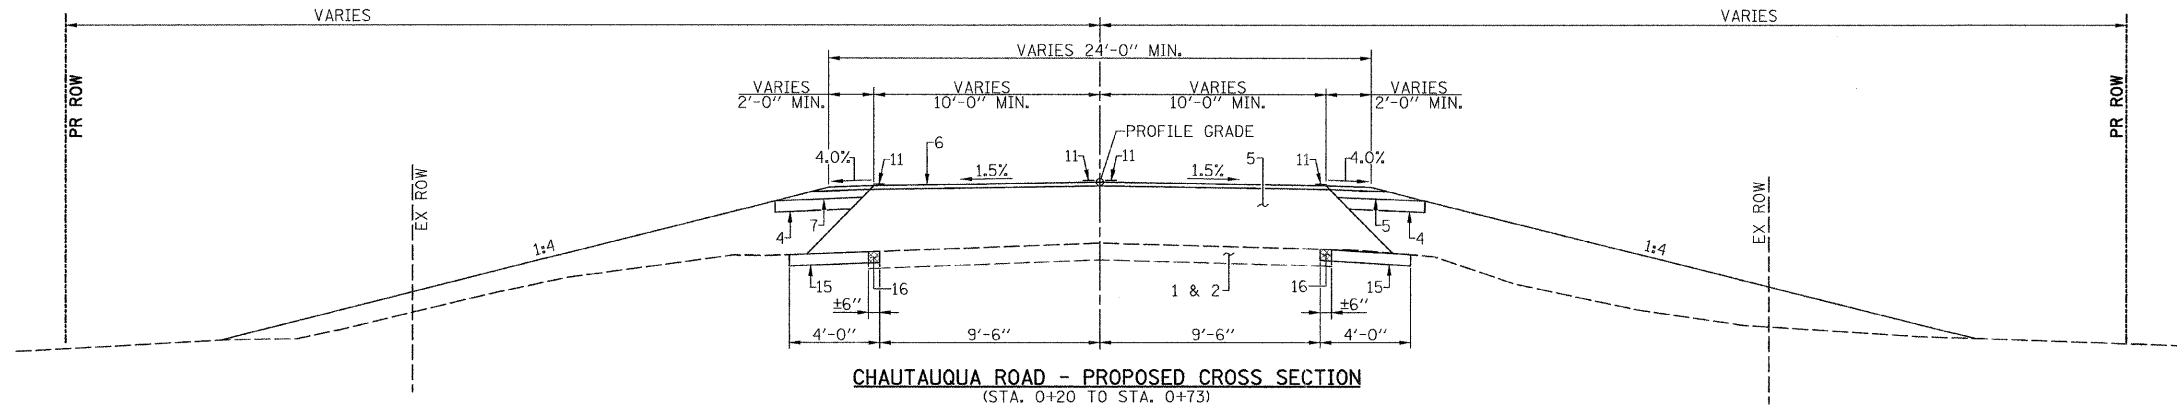 VARIES VARIES
VARIES 24'-0" MIN.
VARIES VARIES VARIES VARIES
2'-0" MIN. 10'-0" MIN. 10'-0" MIN. 2'-0" MIN.
PR ROW PR ROW
PROFILE GRADE
4.0% 11 6 11 11 5 11 4.0%
1.5% 1.5%
EX ROW EX ROW
4 7 5 4
1:4 1:4
15 16 1 & 2 16 15
±6" ±6"
4'-0" 9'-6" 9'-6" 4'-0"
CHAUTAUQUA ROAD - PROPOSED CROSS SECTION
(STA. 0+20 TO STA. 0+73)